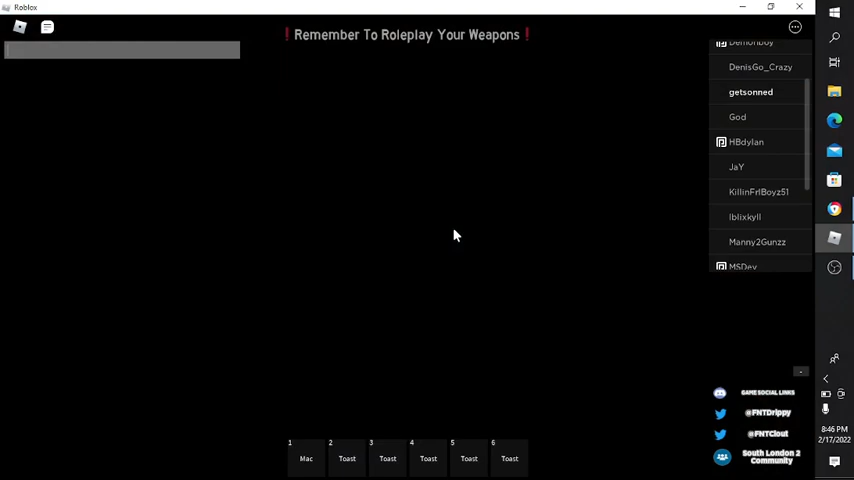 Roblox
❗Remember To Roleplay Your Weapons❗
Demonboy
DenisGo_Crazy
getsonned
God
HBdylan
JaY
KillinFrlBoyz51
lblixkyll
Manny2Gunzz
MSDev
GAME SOCIAL LINKS
@FNTDrippy
@FNTClout
South London 2
Community
1 2 3 4 5 6
Mac Toast Toast Toast Toast Toast
8:46 PM
2/17/2022